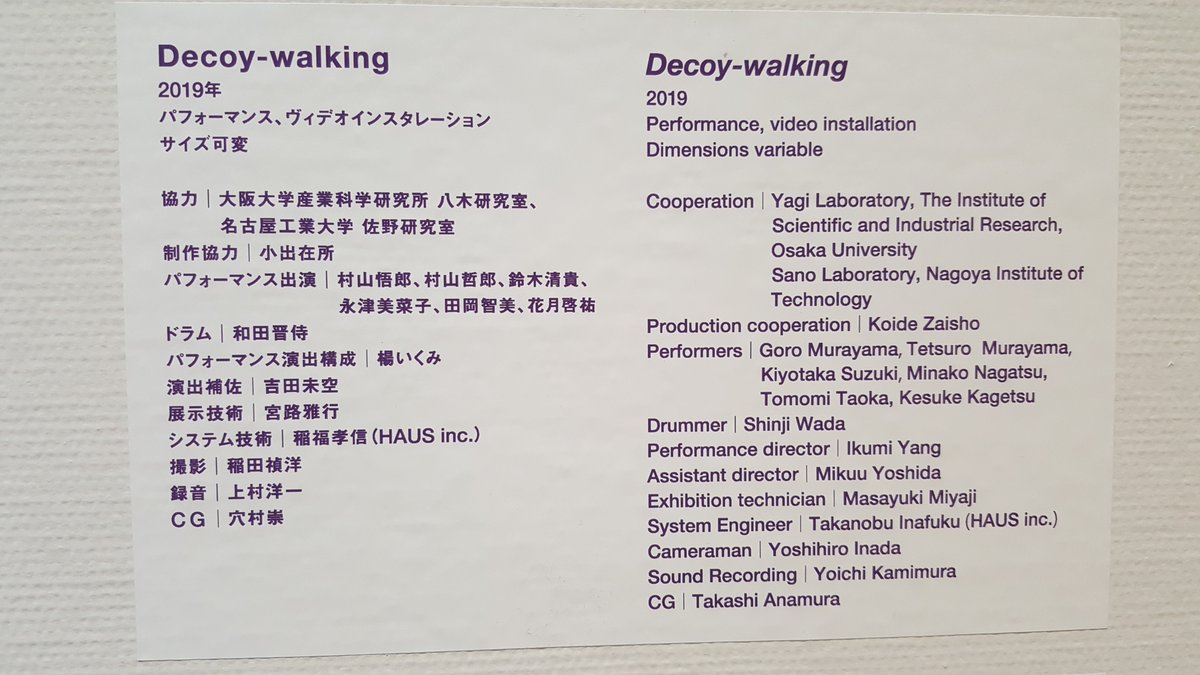 Decoy-walking
2019年
パフォーマンス、ヴィデオインスタレーション
サイズ可変
協力｜大阪大学産業科学研究所 八木研究室、
名古屋工業大学 佐野研究室
制作協力｜小出在所
パフォーマンス出演｜村山悟郎、村山哲郎、鈴木清貴、
永津美菜子、田岡智美、花月啓祐
ドラム｜和田晋侍
パフォーマンス演出構成｜楊いくみ
演出補佐｜吉田未空
展示技術｜宮路雅行
システム技術｜稲福孝信（HAUS inc.）
撮影｜稲田禎洋
録音｜上村洋一
CG｜穴村崇
Decoy-walking
2019
Performance, video installation
Dimensions variable
Cooperation｜Yagi Laboratory, The Institute of
Scientific and Industrial Research,
Osaka University
Sano Laboratory, Nagoya Institute of
Technology
Production cooperation｜Koide Zaisho
Performers｜Goro Murayama, Tetsuro Murayama,
Kiyotaka Suzuki, Minako Nagatsu,
Tomomi Taoka, Kesuke Kagetsu
Drummer｜Shinji Wada
Performance director｜Ikumi Yang
Assistant director｜Mikuu Yoshida
Exhibition technician｜Masayuki Miyaji
System Engineer｜Takanobu Inafuku (HAUS inc.)
Cameraman｜Yoshihiro Inada
Sound Recording｜Yoichi Kamimura
CG｜Takashi Anamura